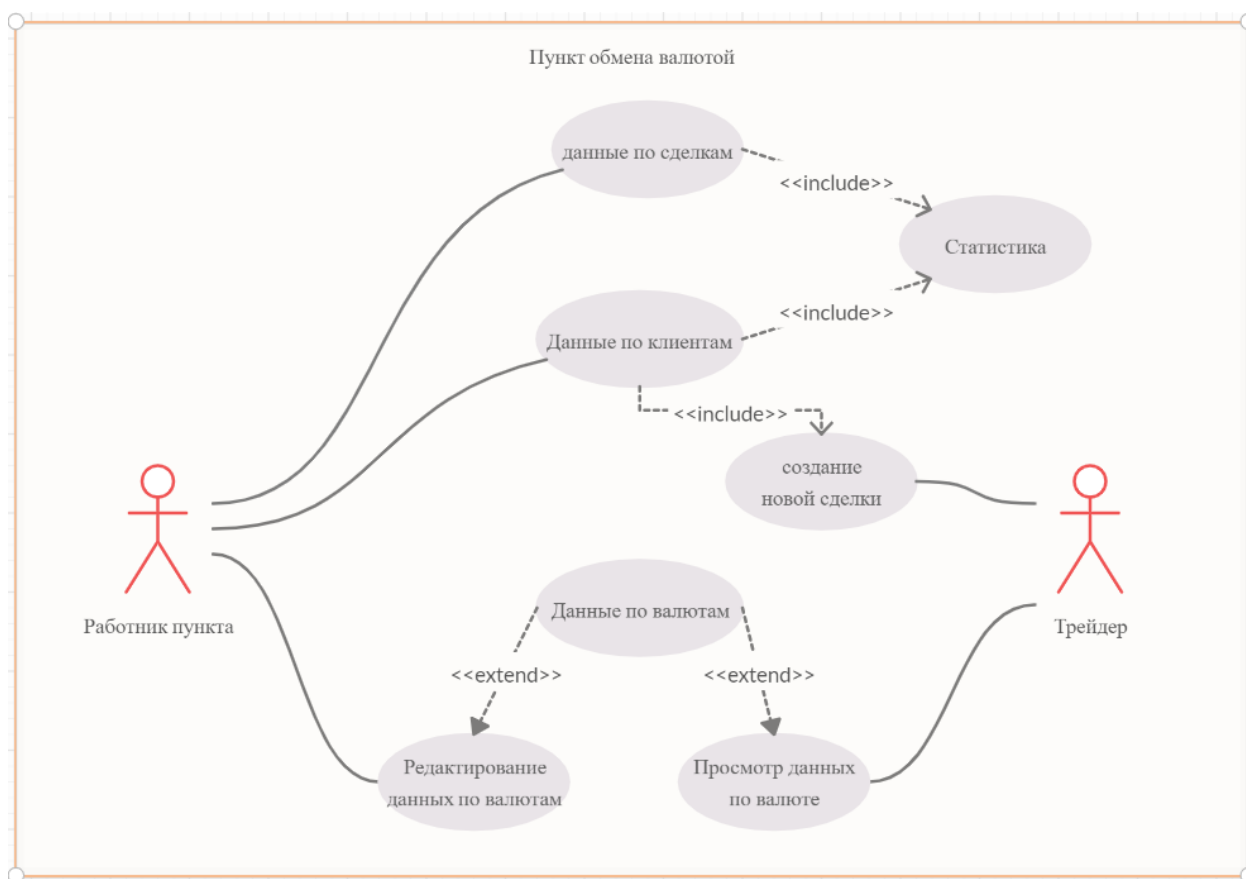 Пункт обмена валютой
данные по сделкам
<<include>>
Статистика
<<include>>
Данные по клиентам
<<include>>
создание
новой сделки
Данные по валютам
Работник пункта
Трейдер
<<extend>>
<<extend>>
Редактирование
данных по валютам
Просмотр данных
по валюте